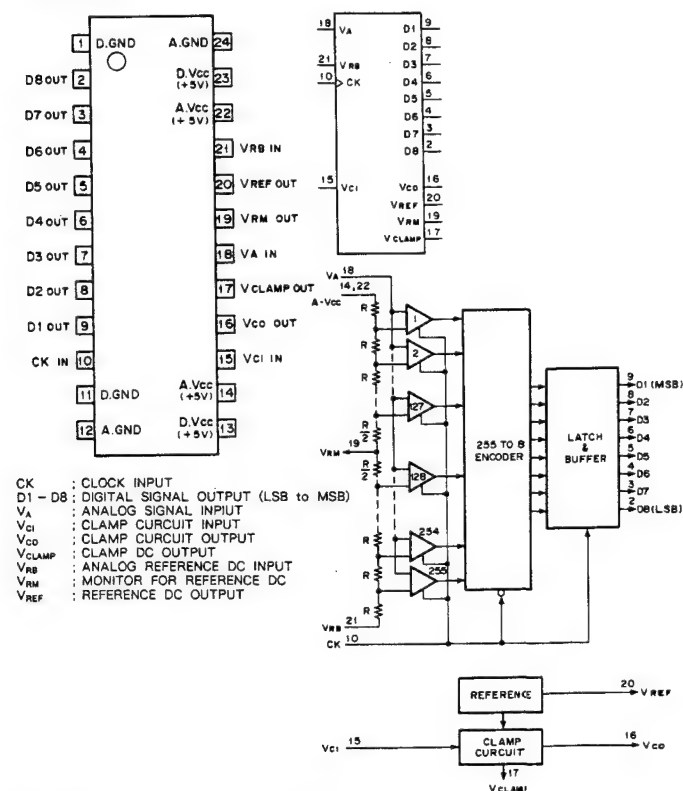 1 D.GND
A.GND 24
D8 OUT 2
D.Vcc (+5V) 23
D7 OUT 3
A.Vcc (+5V) 22
D6 OUT 4
21 VRB IN
D5 OUT 5
20 VREF OUT
D4 OUT 6
19 VRM OUT
D3 OUT 7
18 VA IN
D2 OUT 8
17 VCLAMP OUT
D1 OUT 9
16 VCO OUT
CK IN 10
15 VCI IN
11 D.GND
A.Vcc (+5V) 14
12 A.GND
D.Vcc (+5V) 13
18 VA
D1 9
D2 8
21 VRB
D3 7
10 CK
D4 6
D5 5
D6 4
D7 3
D8 2
15 VCI
VCO 16
VREF 20
VRM 19
VCLAMP 17
CK ; CLOCK INPUT
D1 - D8 ; DIGITAL SIGNAL OUTPUT (LSB to MSB)
VA ; ANALOG SIGNAL INPUT
VCI ; CLAMP CURCUIT INPUT
VCO ; CLAMP CURCUIT OUTPUT
VCLAMP ; CLAMP DC OUTPUT
VRB ; ANALOG REFERENCE DC INPUT
VRM ; MONITOR FOR REFERENCE DC
VREF ; REFERENCE DC OUTPUT
VA 18
14,22
A-Vcc
R
1
R
2
R
127
R/2
VRM 19
R/2
128
R
254
R
255
R
VRB 21
CK 10
255 TO 8
ENCODER
LATCH
&
BUFFER
9 D1 (MSB)
8 D2
7 D3
6 D4
5 D5
4 D6
3 D7
2 D8 (LSB)
REFERENCE
20 VREF
VCI 15
CLAMP
CURCUIT
16 VCO
17
VCLAMP